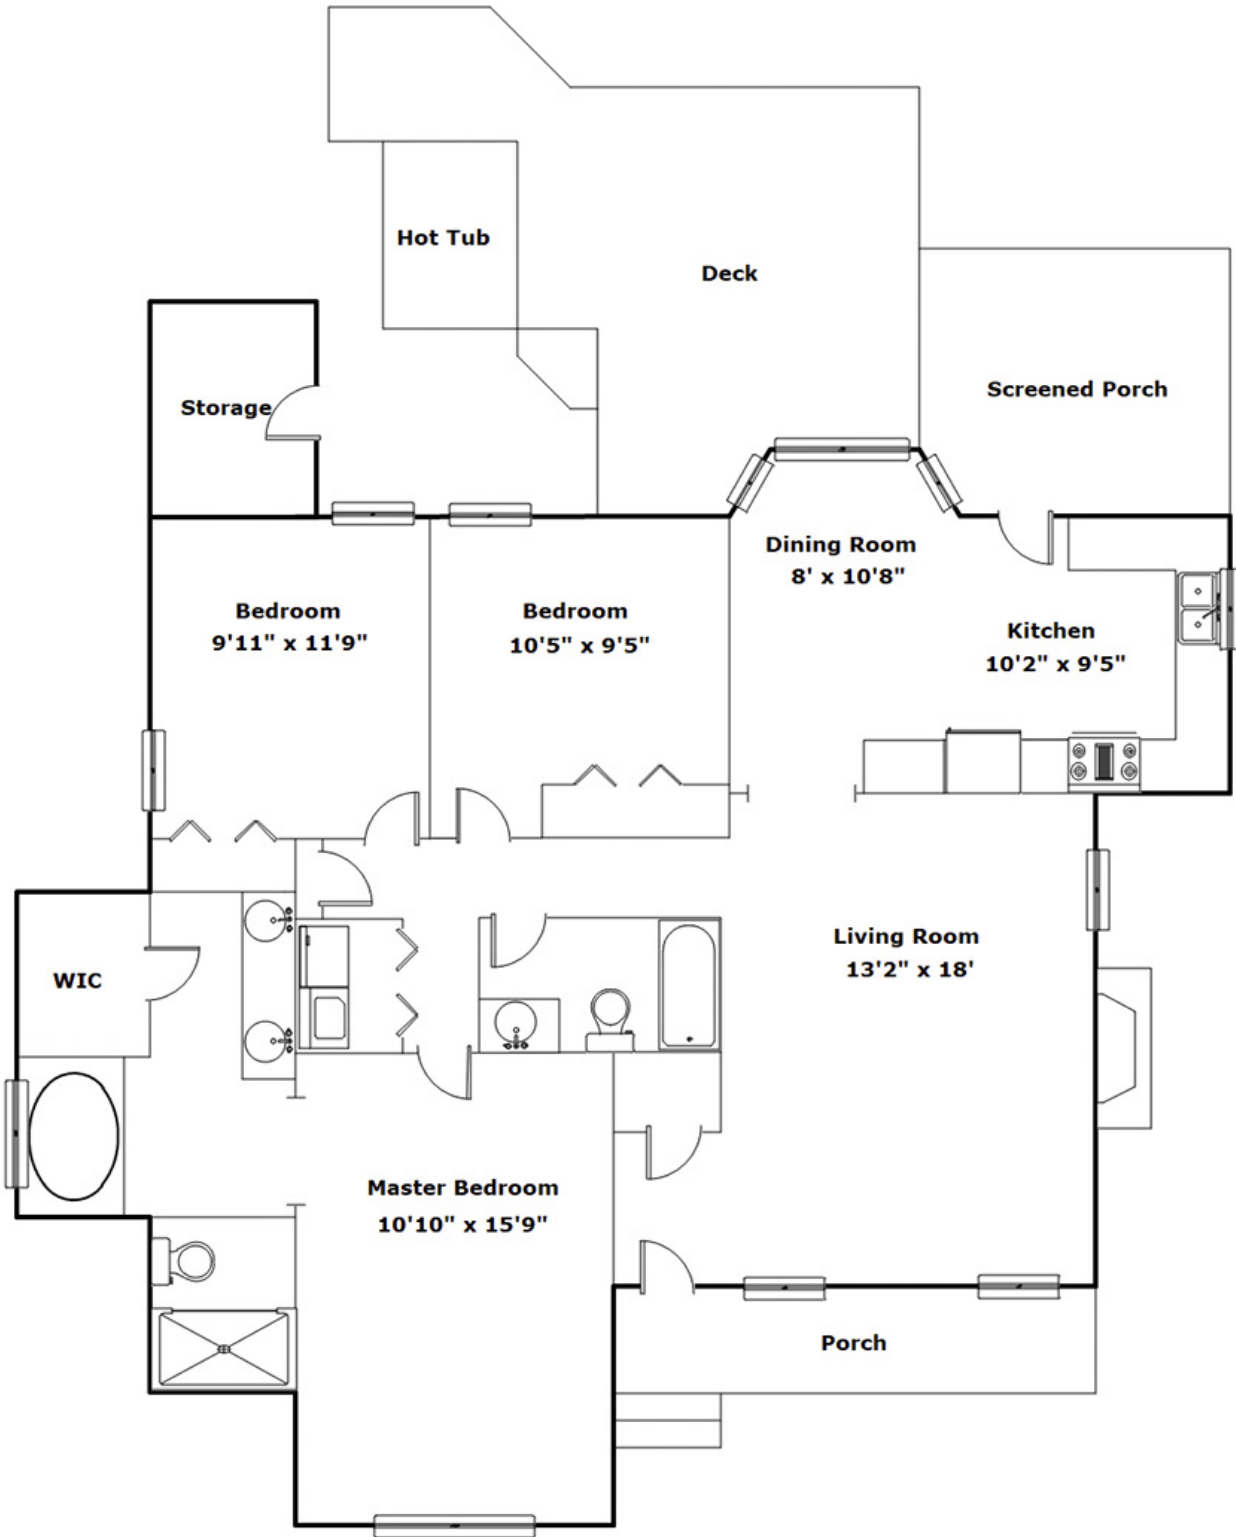 Hot Tub
Deck
Screened Porch
Storage
Dining Room
8' x 10'8"
Bedroom
9'11" x 11'9"
Bedroom
10'5" x 9'5"
Kitchen
10'2" x 9'5"
Living Room
13'2" x 18'
WIC
Master Bedroom
10'10" x 15'9"
Porch